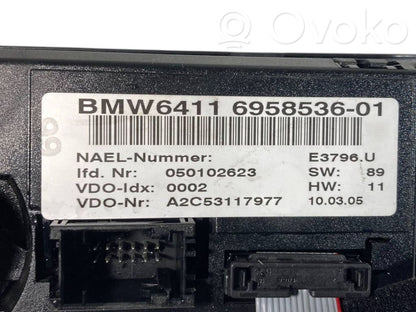 Ovoko
BMW6411 6958536-01
NAEL-Nummer: E3796.U
lfd. Nr: 050102623 SW: 89
VDO-Idx: 0002 HW: 11
VDO-Nr: A2C53117977 10.03.05